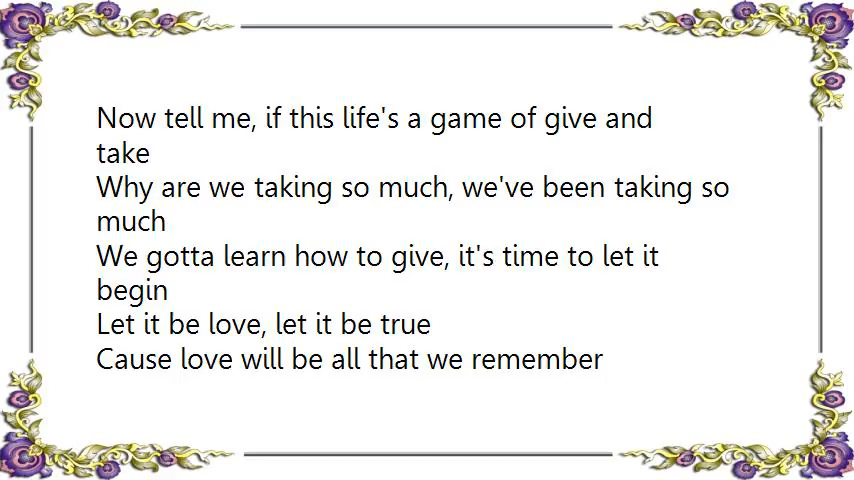 Now tell me, if this life's a game of give and
take
Why are we taking so much, we've been taking so
much
We gotta learn how to give, it's time to let it
begin
Let it be love, let it be true
Cause love will be all that we remember